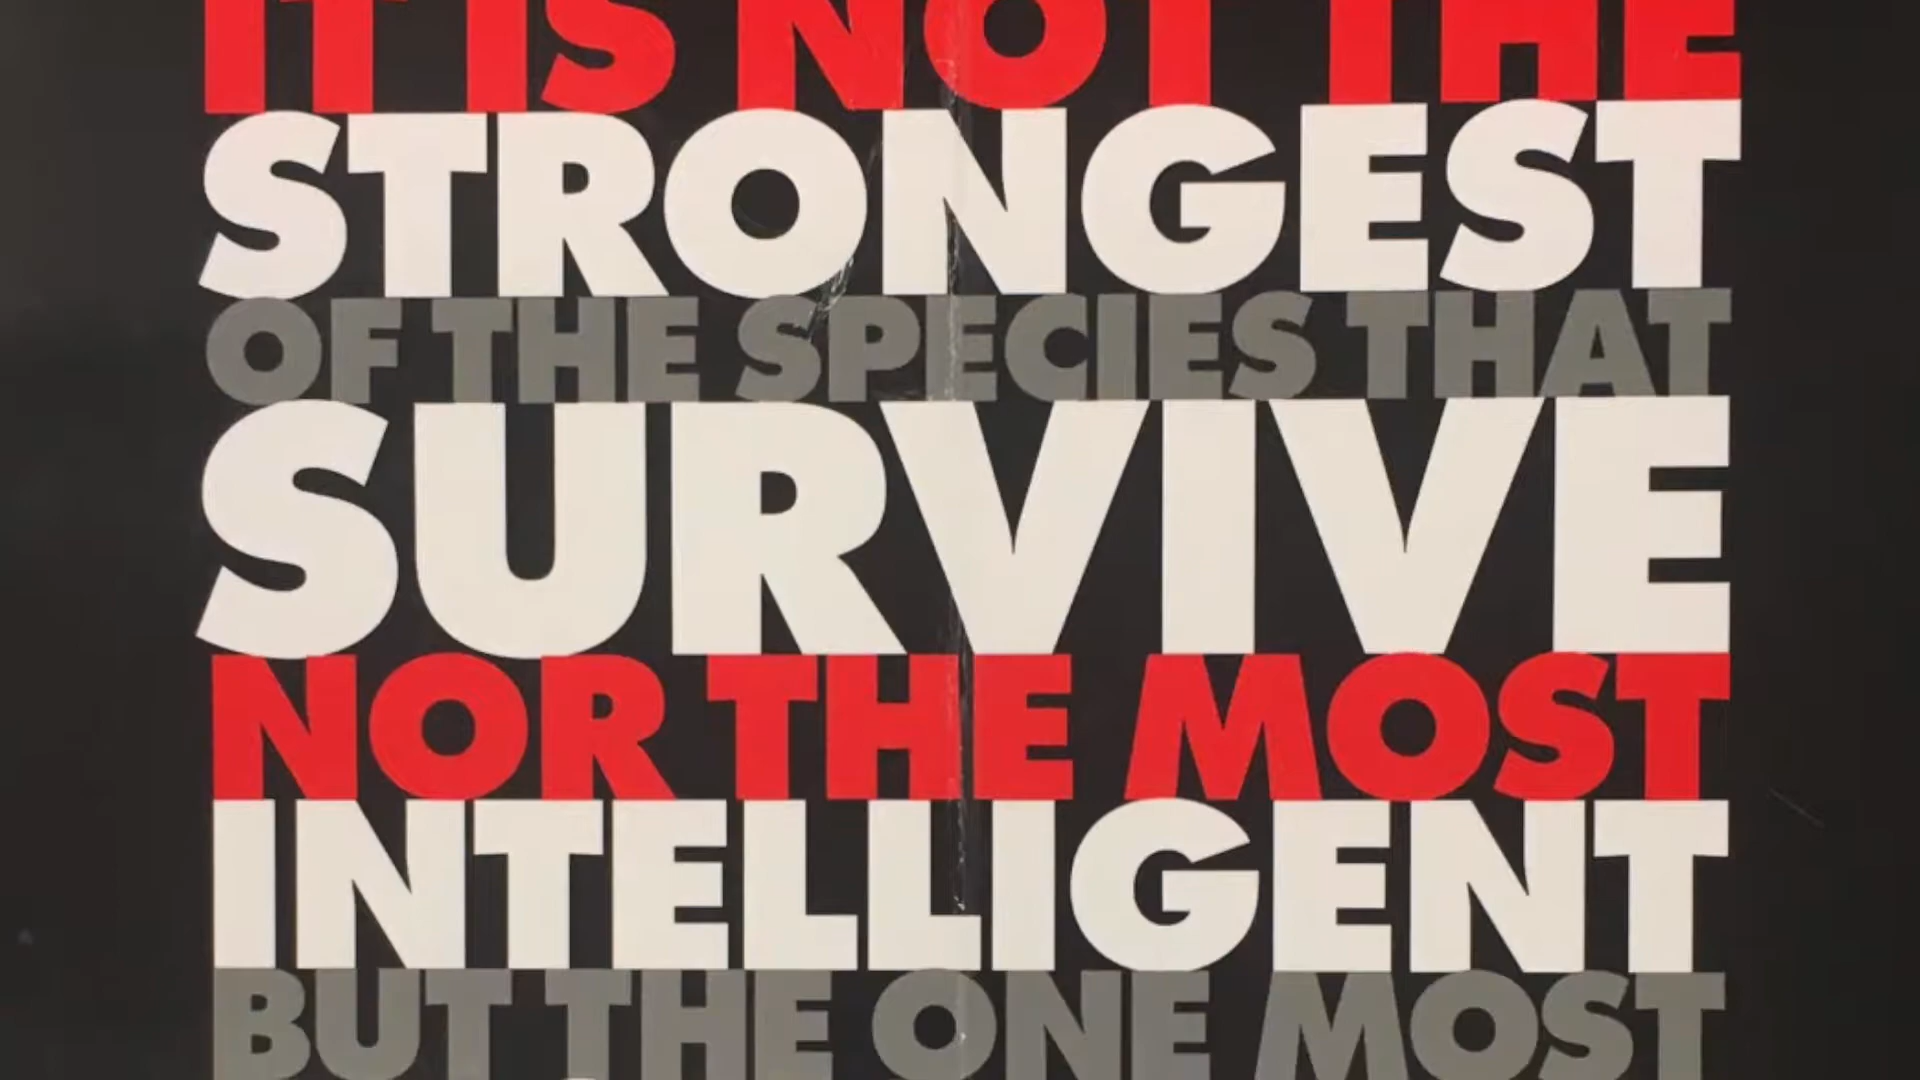 IT IS NOT THE
STRONGEST
OF THE SPECIES THAT
SURVIVE
NOR THE MOST
INTELLIGENT
BUT THE ONE MOST